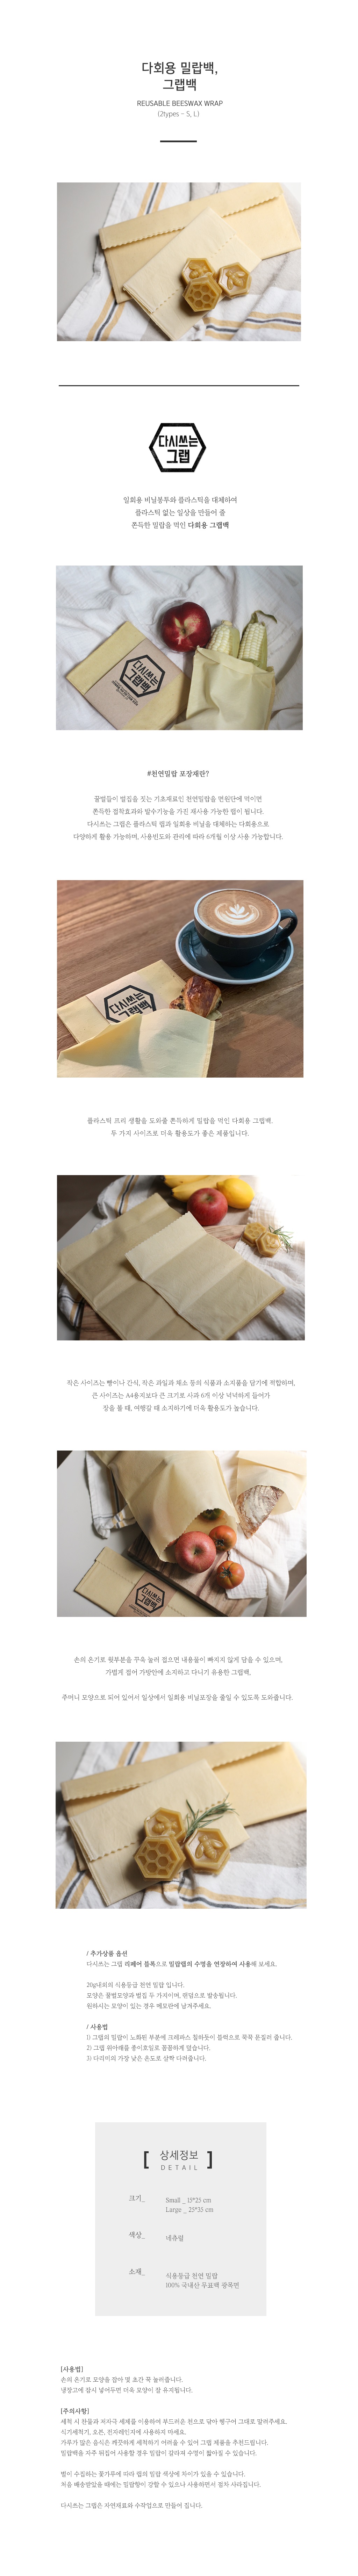 다회용 밀랍백,
그랩백
REUSABLE BEESWAX WRAP
(2types - S, L)
다시쓰는
그랩
일회용 비닐봉투와 플라스틱을 대체하여
플라스틱 없는 일상을 만들어 줄
쫀득한 밀랍을 먹인 다회용 그랩백
다시쓰는
그랩백
#천연밀랍 포장재란?
꿀벌들이 벌집을 짓는 기초재료인 천연밀랍을 면원단에 먹이면
쫀득한 접착효과와 발수기능을 가진 재사용 가능한 랩이 됩니다.
다시쓰는 그랩은 플라스틱 랩과 일회용 비닐을 대체하는 다회용으로
다양하게 활용 가능하며, 사용빈도와 관리에 따라 6개월 이상 사용 가능합니다.
다시쓰는
그랩백
플라스틱 프리 생활을 도와줄 쫀득하게 밀랍을 먹인 다회용 그랩백.
두 가지 사이즈로 더욱 활용도가 좋은 제품입니다.
작은 사이즈는 빵이나 간식, 작은 과일과 채소 등의 식품과 소지품을 담기에 적합하며,
큰 사이즈는 A4용지보다 큰 크기로 사과 6개 이상 넉넉하게 들어가
장을 볼 때, 여행갈 때 소지하기에 더욱 활용도가 높습니다.
다시쓰는
그랩백
손의 온기로 윗부분을 꾸욱 눌러 접으면 내용물이 빠지지 않게 담을 수 있으며,
가볍게 접어 가방안에 소지하고 다니기 유용한 그랩백,
주머니 모양으로 되어 있어서 일상에서 일회용 비닐포장을 줄일 수 있도록 도와줍니다.
/ 추가상품 옵션
다시쓰는 그랩 리페어 블록으로 밀랍랩의 수명을 연장하여 사용해 보세요.
20g내외의 식용등급 천연 밀랍 입니다.
모양은 꿀벌모양과 벌집 두 가지이며, 랜덤으로 발송됩니다.
원하시는 모양이 있는 경우 메모란에 남겨주세요.
/ 사용법
1) 그랩의 밀랍이 노화된 부분에 크레파스 칠하듯이 블럭으로 쭉쭉 문질러 줍니다.
2) 그랩 위아래를 종이호일로 꼼꼼하게 덮습니다.
3) 다리미의 가장 낮은 온도로 살짝 다려줍니다.
[ 상세정보 ]
DETAIL
크기_ Small _ 15*25 cm
Large _ 25*35 cm
색상_ 내츄럴
소재_ 식용등급 천연 밀랍
100% 국내산 무표백 광목면
[사용법]
손의 온기로 모양을 잡아 몇 초간 꾹 눌러줍니다.
냉장고에 잠시 넣어두면 더욱 모양이 잘 유지됩니다.
[주의사항]
세척 시 찬물과 저자극 세제를 이용하여 부드러운 천으로 닦아 헹구어 그대로 말려주세요.
식기세척기, 오픈, 전자레인지에 사용하지 마세요.
가루가 많은 음식은 깨끗하게 세척하기 어려울 수 있어 그랩 제품을 추천드립니다.
밀랍백을 자주 뒤집어 사용할 경우 밀랍이 갈라져 수명이 짧아질 수 있습니다.
벌이 수집하는 꽃가루에 따라 랩의 밀랍 색상에 차이가 있을 수 있습니다.
처음 배송받았을 때에는 밀랍향이 강할 수 있으나 사용하면서 점차 사라집니다.
다시쓰는 그랩은 자연재료와 수작업으로 만들어 집니다.